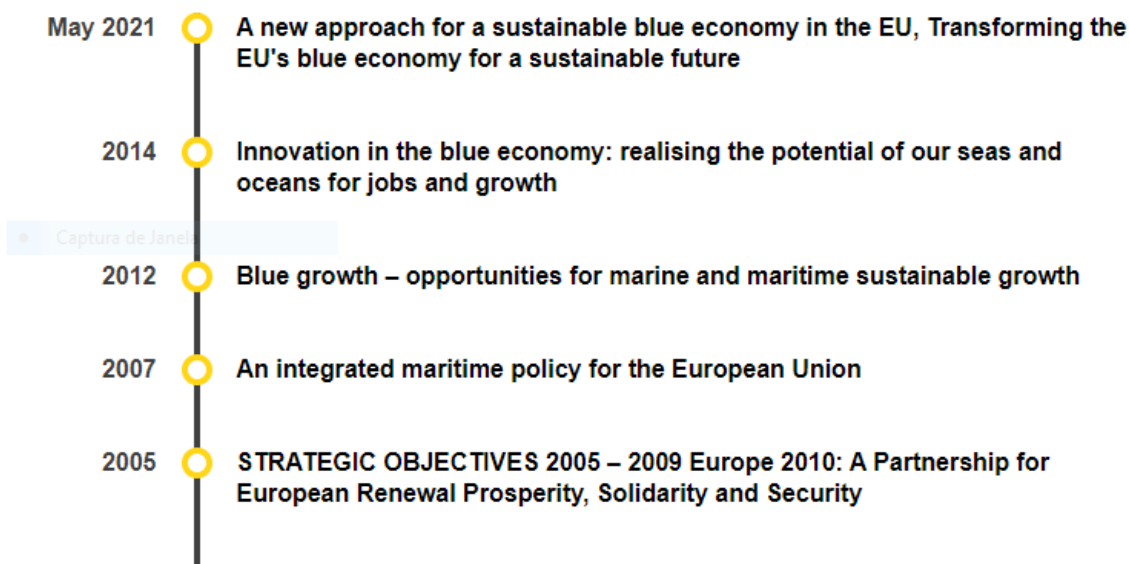 May 2021
A new approach for a sustainable blue economy in the EU, Transforming the
EU's blue economy for a sustainable future
2014
Innovation in the blue economy: realising the potential of our seas and
oceans for jobs and growth
Captura de Janela
2012
Blue growth – opportunities for marine and maritime sustainable growth
2007
An integrated maritime policy for the European Union
2005
STRATEGIC OBJECTIVES 2005 – 2009 Europe 2010: A Partnership for
European Renewal Prosperity, Solidarity and Security